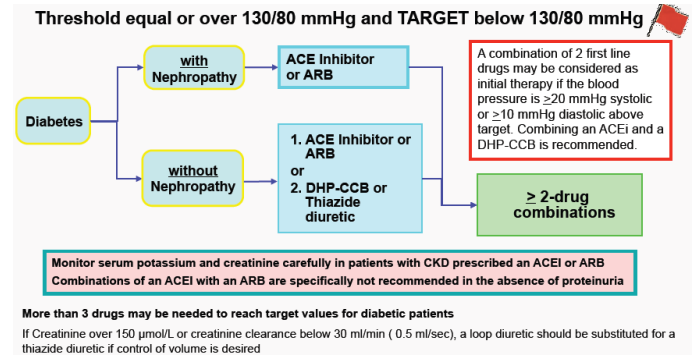 Threshold equal or over 130/80 mmHg and TARGET below 130/80 mmHg
with
Nephropathy
ACE Inhibitor
or ARB
A combination of 2 first line
drugs may be considered as
initial therapy if the blood
pressure is >20 mmHg systolic
or >10 mmHg diastolic above
target. Combining an ACEi and a
DHP-CCB is recommended.
Diabetes
without
Nephropathy
1. ACE Inhibitor or
ARB
or
2. DHP-CCB or
Thiazide
diuretic
> 2-drug
combinations
Monitor serum potassium and creatinine carefully in patients with CKD prescribed an ACEI or ARB
Combinations of an ACEI with an ARB are specifically not recommended in the absence of proteinuria
More than 3 drugs may be needed to reach target values for diabetic patients
If Creatinine over 150 µmol/L or creatinine clearance below 30 ml/min ( 0.5 ml/sec), a loop diuretic should be substituted for a
thiazide diuretic if control of volume is desired